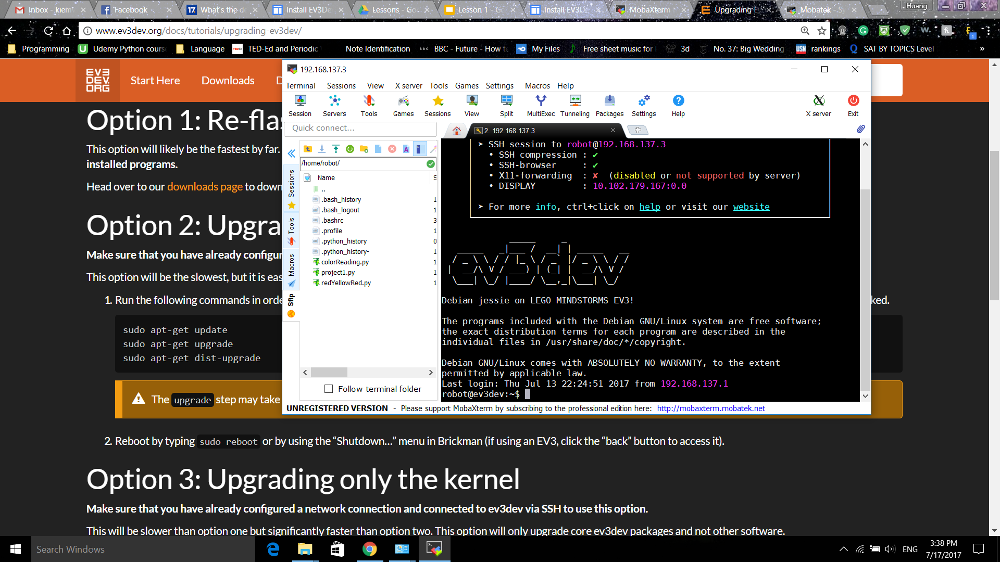 Inbox - kiem
Facebook -
17 What's the de
Install EV3De
Lessons - Go
Lesson 1 - Go
Install EV3D
MobaXterm
Upgrading E
Mobatek - S
Huang
www.ev3dev.org/docs/tutorials/upgrading-ev3dev/
Programming
Udemy Python cours
Language
TED-Ed and Periodic
Note Identification
BBC - Future - How t
My Files
Free sheet music for
3d
No. 37: Big Wedding
USN rankings
SAT BY TOPICS Level
»
EV3
DEV
.ORG
Start Here
Downloads
D
Option 1: Re-flas
This option will likely be the fastest by far.
installed programs.
Head over to our downloads page to down
Option 2: Upgra
Make sure that you have already configur
This option will be the slowest, but it is eas
1. Run the following commands in orde
ked.
sudo apt-get update
sudo apt-get upgrade
sudo apt-get dist-upgrade
The upgrade step may take
2. Reboot by typing sudo reboot or by using the “Shutdown…” menu in Brickman (if using an EV3, click the “back” button to access it).
Option 3: Upgrading only the kernel
Make sure that you have already configured a network connection and connected to ev3dev via SSH to use this option.
This will be slower than option one but significantly faster than option two. This option will only upgrade core ev3dev packages and not other software.
192.168.137.3
Terminal Sessions View X server Tools Games Settings Macros Help
Session Servers Tools Games Sessions View Split MultiExec Tunneling Packages Settings Help X server Exit
Quick connect...
2. 192.168.137.3
Sessions
Tools
Macros
Sftp
/home/robot/
Name S
..
.bash_history 1
.bash_logout 1
.bashrc 3
.profile 1
.python_history 0
.python_history- 1
colorReading.py 1
project1.py 1
redYellowRed.py 1
Follow terminal folder
➤ SSH session to robot@192.168.137.3
• SSH compression : ✔
• SSH-browser : ✔
• X11-forwarding : ✘ (disabled or not supported by server)
• DISPLAY : 10.102.179.167:0.0
➤ For more info, ctrl+click on help or visit our website
ev3dev
Debian jessie on LEGO MINDSTORMS EV3!
The programs included with the Debian GNU/Linux system are free software;
the exact distribution terms for each program are described in the
individual files in /usr/share/doc/*/copyright.
Debian GNU/Linux comes with ABSOLUTELY NO WARRANTY, to the extent
permitted by applicable law.
Last login: Thu Jul 13 22:24:51 2017 from 192.168.137.1
robot@ev3dev:~$
UNREGISTERED VERSION - Please support MobaXterm by subscribing to the professional edition here: http://mobaxterm.mobatek.net
Search Windows
ENG
3:38 PM
7/17/2017